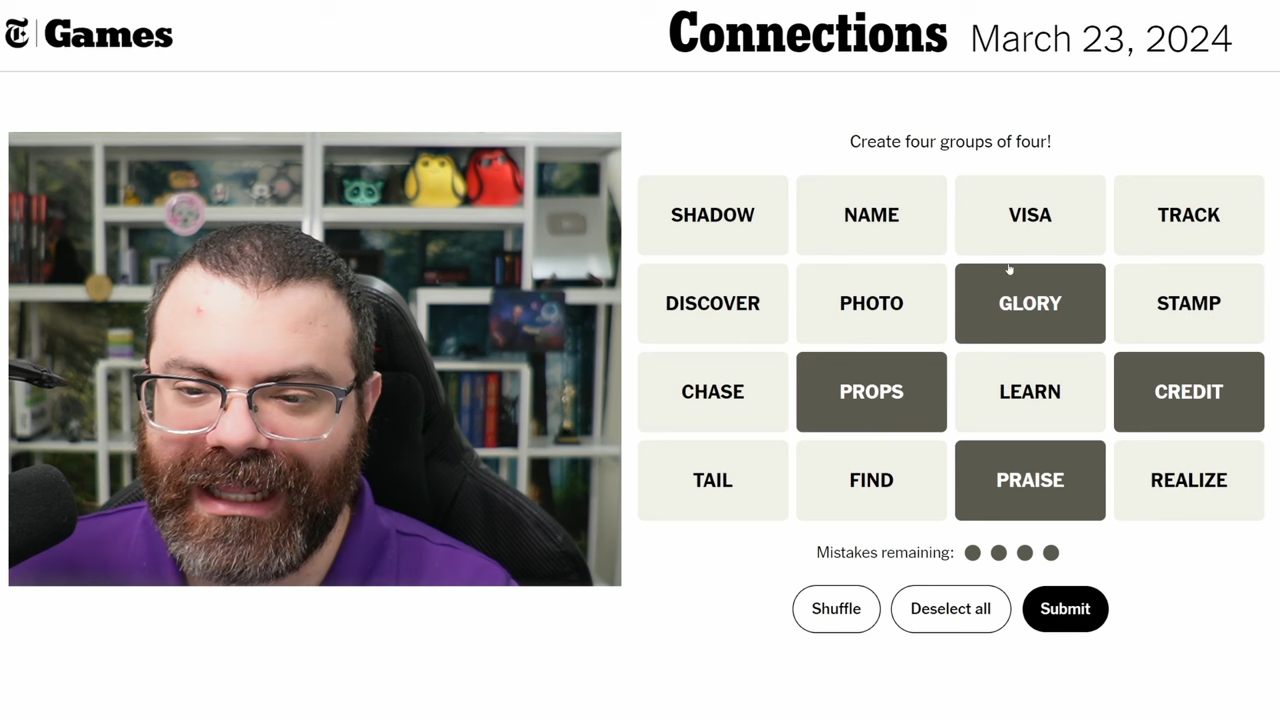 T Games
Connections March 23, 2024
Create four groups of four!
SHADOW NAME VISA TRACK
DISCOVER PHOTO GLORY STAMP
CHASE PROPS LEARN CREDIT
TAIL FIND PRAISE REALIZE
Mistakes remaining:
Shuffle Deselect all Submit